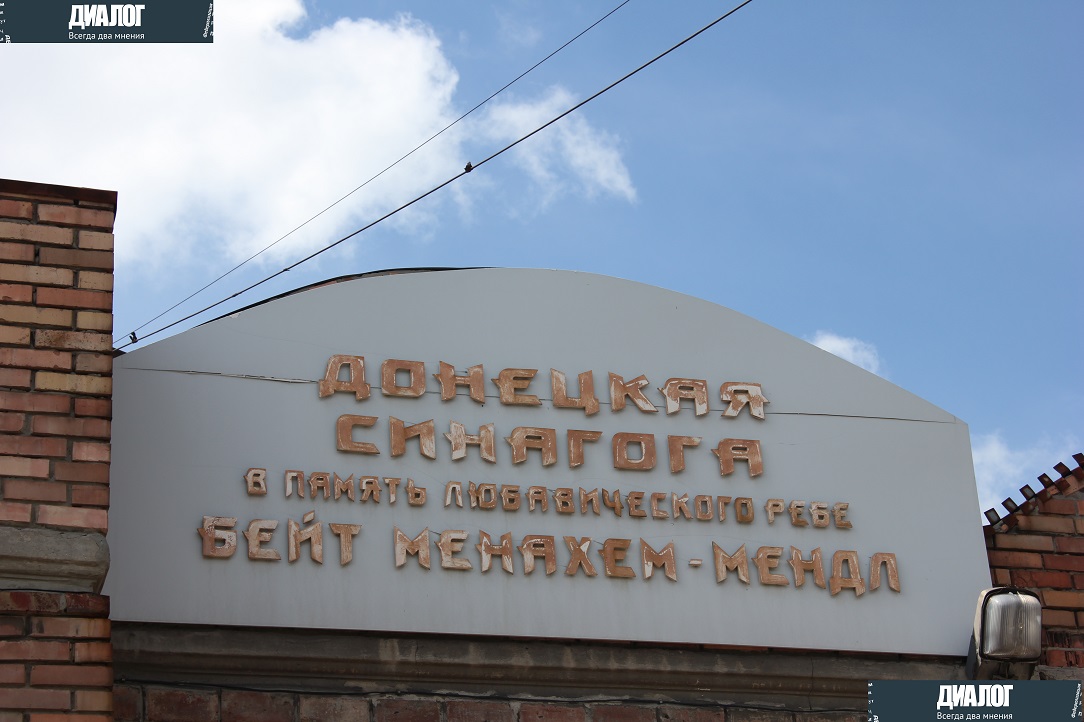 ДИАЛОГ
Всегда два мнения
ДОНЕЦКАЯ
СИНАГОГА
В ПАМЯТЬ ЛЮБАВИЧЕСКОГО РЕБЕ
БЕЙТ МЕНАХЕМ-МЕНДЛ
ДИАЛОГ
Всегда два мнения